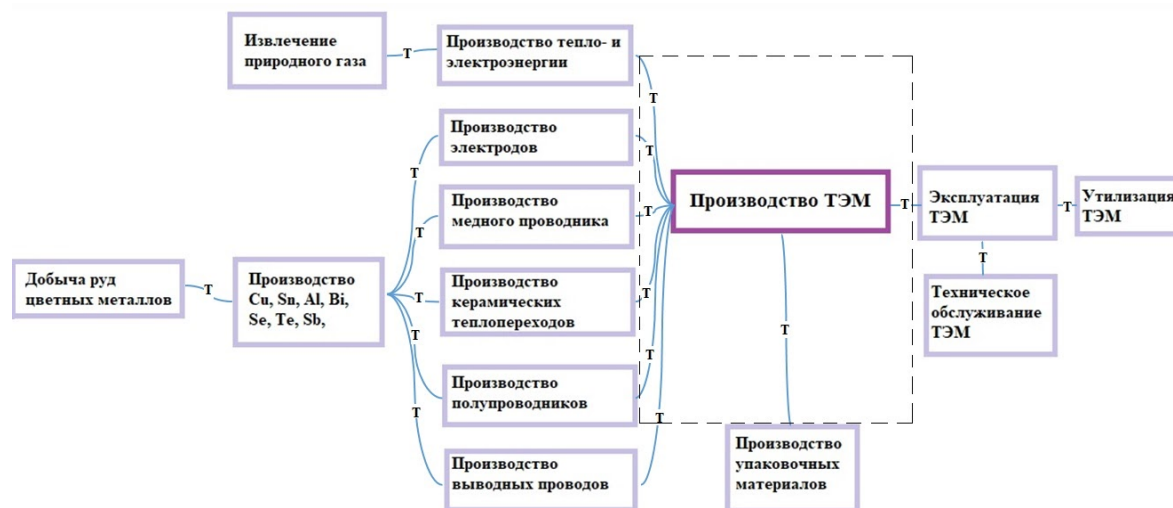 Извлечение
природного газа
Т
Производство тепло- и
электроэнергии
Т
Производство
электродов
Т
Т
Производство
медного проводника
Т
Т
Производство ТЭМ
Т
Эксплуатация
ТЭМ
Т
Утилизация
ТЭМ
Т
Техническое
обслуживание
ТЭМ
Добыча руд
цветных металлов
Т
Производство
Cu, Sn, Al, Bi,
Se, Te, Sb,
Т
Производство
керамических
теплопереходов
Т
Т
Т
Производство
полупроводников
Т
Т
Производство
выводных проводов
Т
Т
Производство
упаковочных
материалов